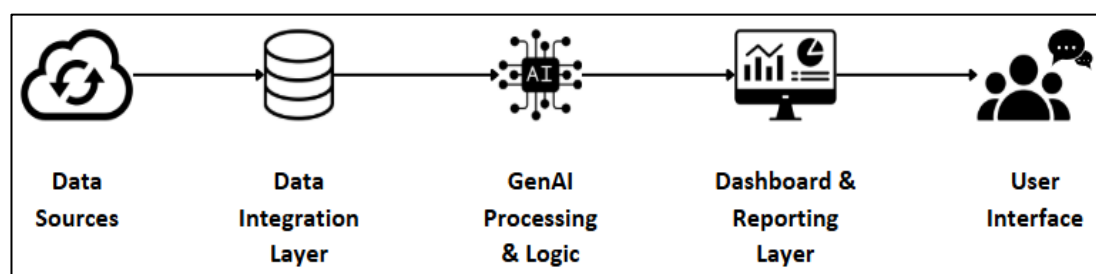 AI
Data
Sources
Data
Integration
Layer
GenAI
Processing
& Logic
Dashboard &
Reporting
Layer
User
Interface